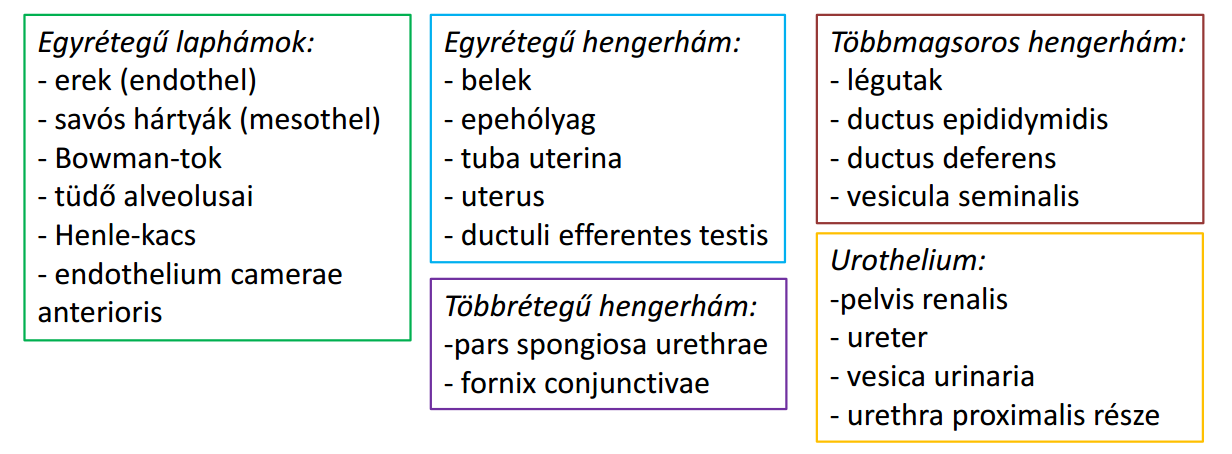 Egyrétegű laphámok:
- erek (endothel)
- savós hártyák (mesothel)
- Bowman-tok
- tüdő alveolusai
- Henle-kacs
- endothelium camerae
anterioris
Egyrétegű hengerhám:
- belek
- epehólyag
- tuba uterina
- uterus
- ductuli efferentes testis
Többrétegű hengerhám:
-pars spongiosa urethrae
- fornix conjunctivae
Többmagsoros hengerhám:
- légutak
- ductus epididymidis
- ductus deferens
- vesicula seminalis
Urothelium:
-pelvis renalis
- ureter
- vesica urinaria
- urethra proximalis része